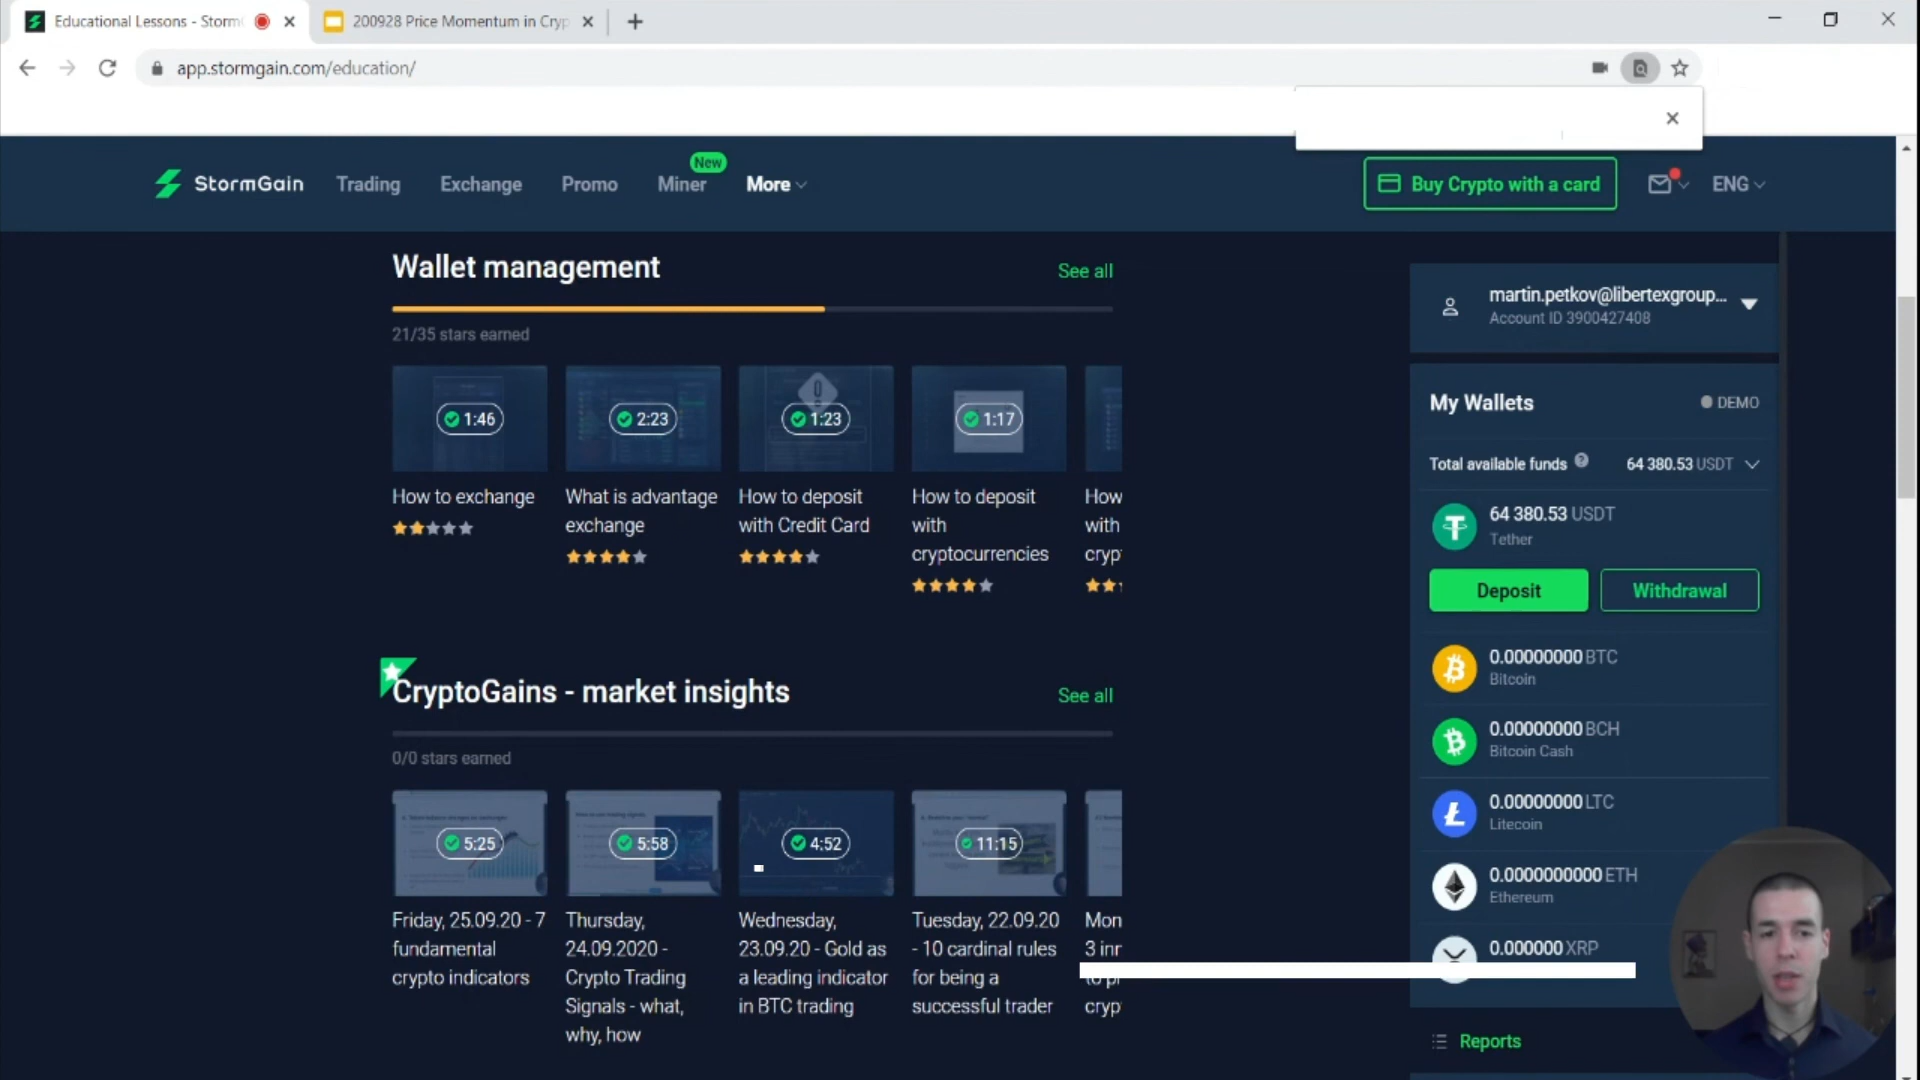 Educational Lessons - Storm
200928 Price Momentum in Cryp
app.stormgain.com/education/
StormGain
Trading
Exchange
Promo
Miner
New
More
Buy Crypto with a card
ENG
Wallet management
See all
21/35 stars earned
1:46
2:23
1:23
1:17
How to exchange
What is advantage
exchange
How to deposit
with Credit Card
How to deposit
with
cryptocurrencies
How
with
cryp
CryptoGains - market insights
See all
0/0 stars earned
5:25
5:58
4:52
11:15
Friday, 25.09.20 - 7
fundamental
crypto indicators
Thursday,
24.09.2020 -
Crypto Trading
Signals - what,
why, how
Wednesday,
23.09.20 - Gold as
a leading indicator
in BTC trading
Tuesday, 22.09.20
- 10 cardinal rules
for being a
successful trader
Mon
3 inr
to pr
cryp
martin.petkov@libertexgroup...
Account ID 3900427408
My Wallets
DEMO
Total available funds
64 380.53 USDT
64 380.53 USDT
Tether
Deposit
Withdrawal
0.00000000 BTC
Bitcoin
0.00000000 BCH
Bitcoin Cash
0.00000000 LTC
Litecoin
0.0000000000 ETH
Ethereum
0.000000 XRP
Reports